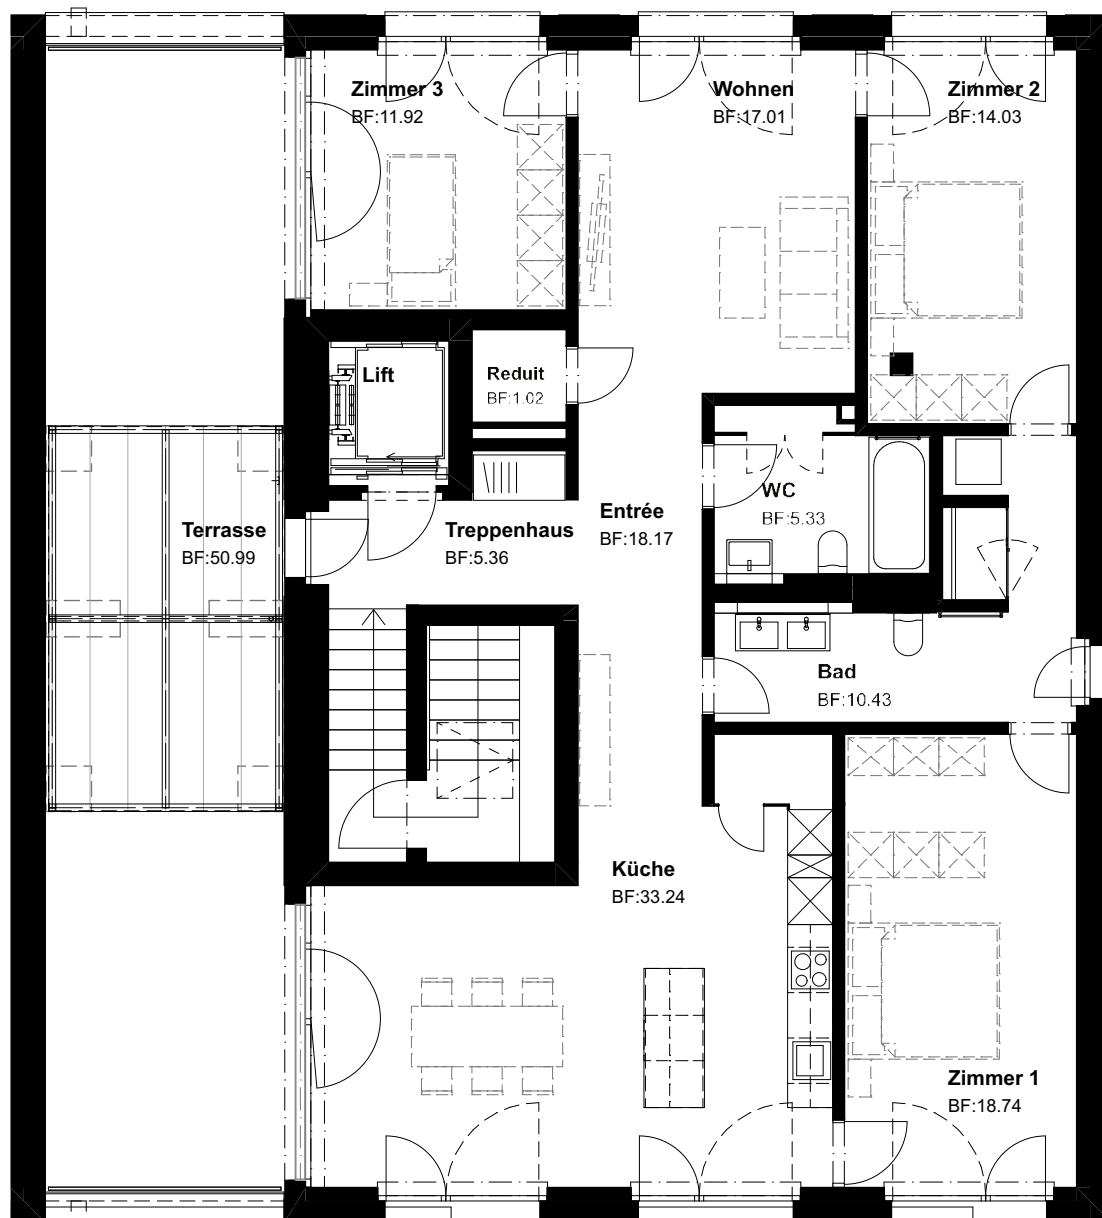 Zimmer 3
BF:11.92
Wohnen
BF:17.01
Zimmer 2
BF:14.03
Lift
Reduit
BF:1.02
WC
BF:5.33
Entrée
BF:18.17
Terrasse
BF:50.99
Treppenhaus
BF:5.36
Bad
BF:10.43
Küche
BF:33.24
Zimmer 1
BF:18.74